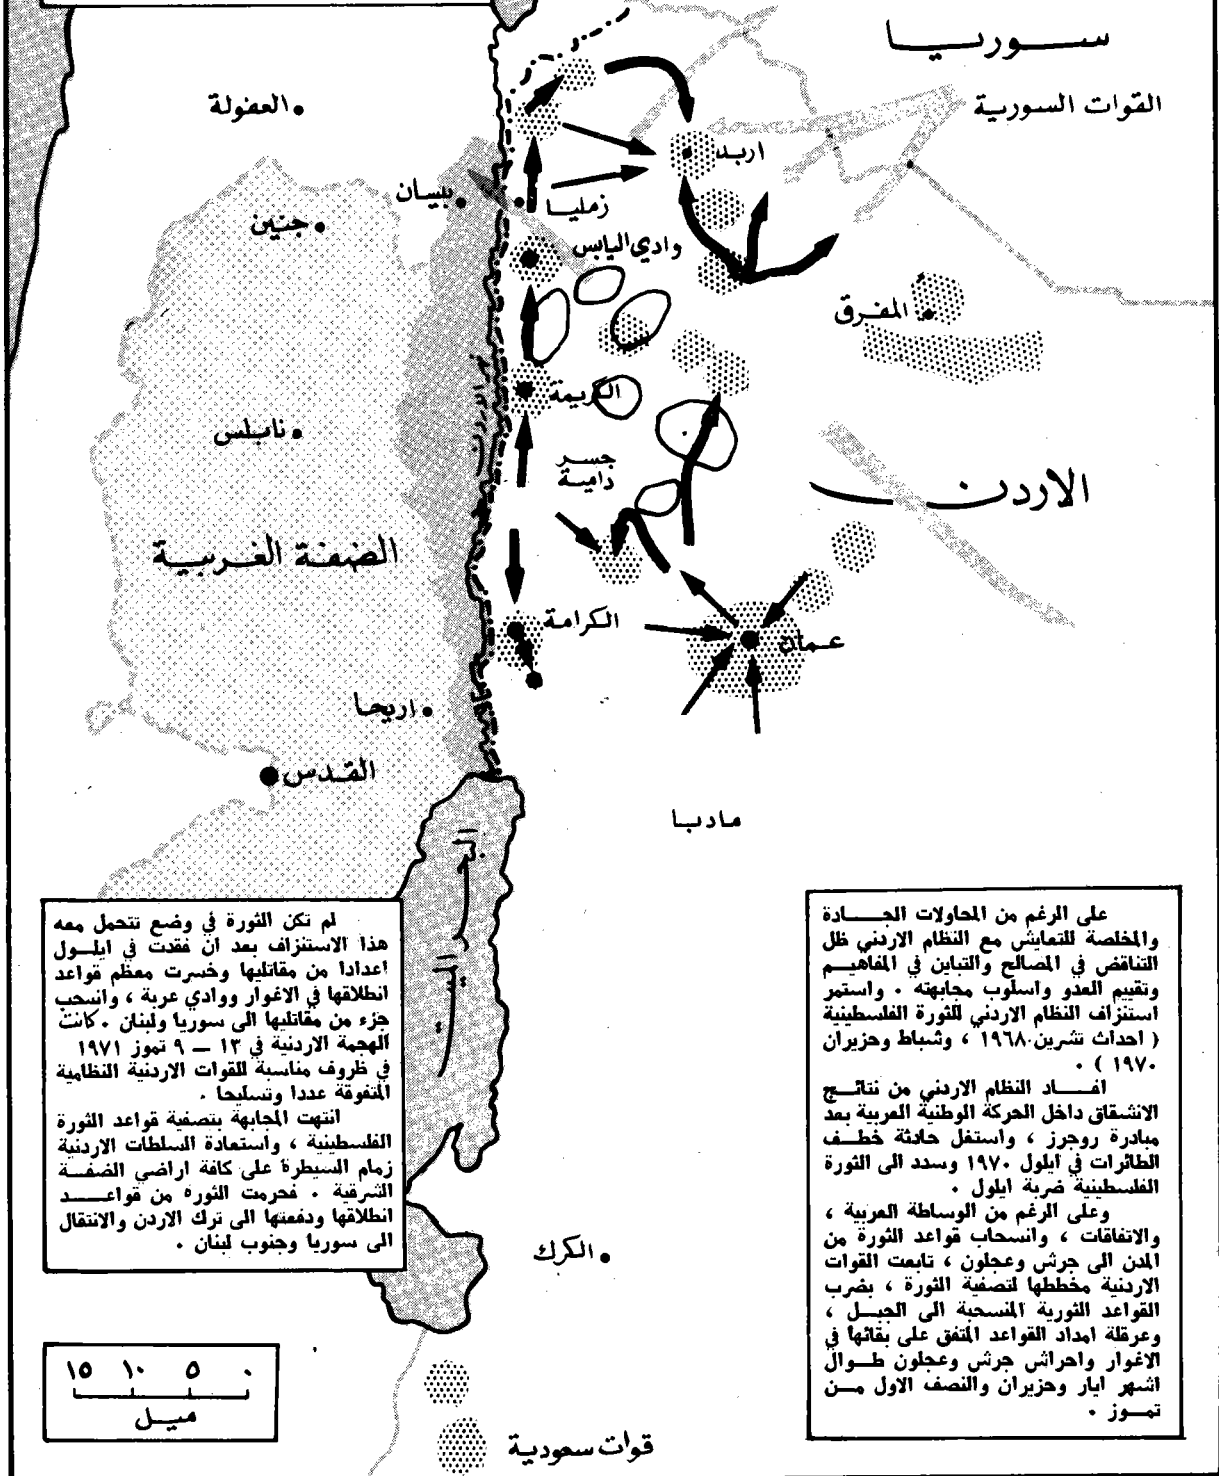 سوريا
القوات السورية
العفولة
اربد
بيسان
زمليا
جنين
وادي اليابس
المفرق
نهر الاردن
الكريمة
نابلس
جسر
دامية
الاردن
الضفة الغربية
الكرامة
عمان
اريحا
القدس
مادبا
البحر الميت
على الرغم من المحاولات الجادة
والمخلصة للتعايش مع النظام الاردني ظل
التناقض في المصالح والتباين في المفاهيم
وتقييم العدو واسلوب مجابهته . واستمر
استنزاف النظام الاردني للثورة الفلسطينية
( احداث تشرين ١٩٦٨ ، وشباط وحزيران
١٩٧٠ ) .
افاد النظام الاردني من نتائج
الانشقاق داخل الحركة الوطنية العربية بعد
مبادرة روجرز ، واستغل حادثة خطف
الطائرات في ايلول ١٩٧٠ وسدد الى الثورة
الفلسطينية ضربة ايلول .
وعلى الرغم من الوساطة العربية ،
والاتفاقات ، وانسحاب قواعد الثورة من
المدن الى جرش وعجلون ، تابعت القوات
الاردنية مخططها لتصفية الثورة ، بضرب
القواعد الثورية المنسحبة الى الجبل ،
وعرقلة امداد القواعد المتفق على بقائها في
الاغوار واحراش جرش وعجلون طوال
اشهر ايار وحزيران والنصف الاول من
تموز .
لم تكن الثورة في وضع تتحمل معه
هذا الاستنزاف بعد ان فقدت في ايلول
اعدادا من مقاتليها وخسرت معظم قواعد
انطلاقها في الاغوار ووادي عربة ، وانسحب
جزء من مقاتليها الى سوريا ولبنان . كانت
الهجمة الاردنية في ١٣ — ٩ تموز ١٩٧١
في ظروف مناسبة للقوات الاردنية النظامية
المتفوقة عددا وتسليحا .
انتهت المجابهة بتصفية قواعد الثورة
الفلسطينية ، واستعادة السلطات الاردنية
زمام السيطرة على كافة اراضي الضفة
الشرقية . فحرمت الثورة من قواعد
انطلاقها ودفعتها الى ترك الاردن والانتقال
الى سوريا وجنوب لبنان .
الكرك
١٥ ١٠ ٥ ٠
ميل
قوات سعودية